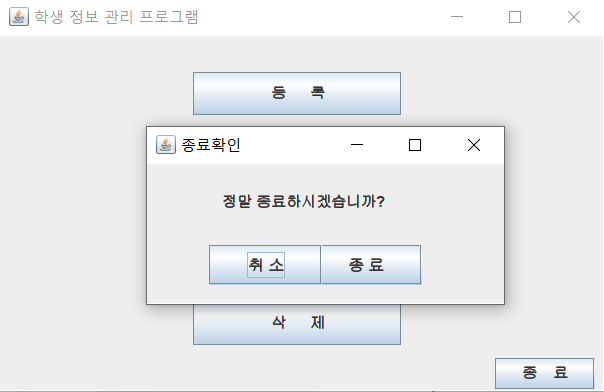 학생 정보 관리 프로그램
등 록
종료확인
정말 종료하시겠습니까?
취 소 종 료
삭 제
종 료